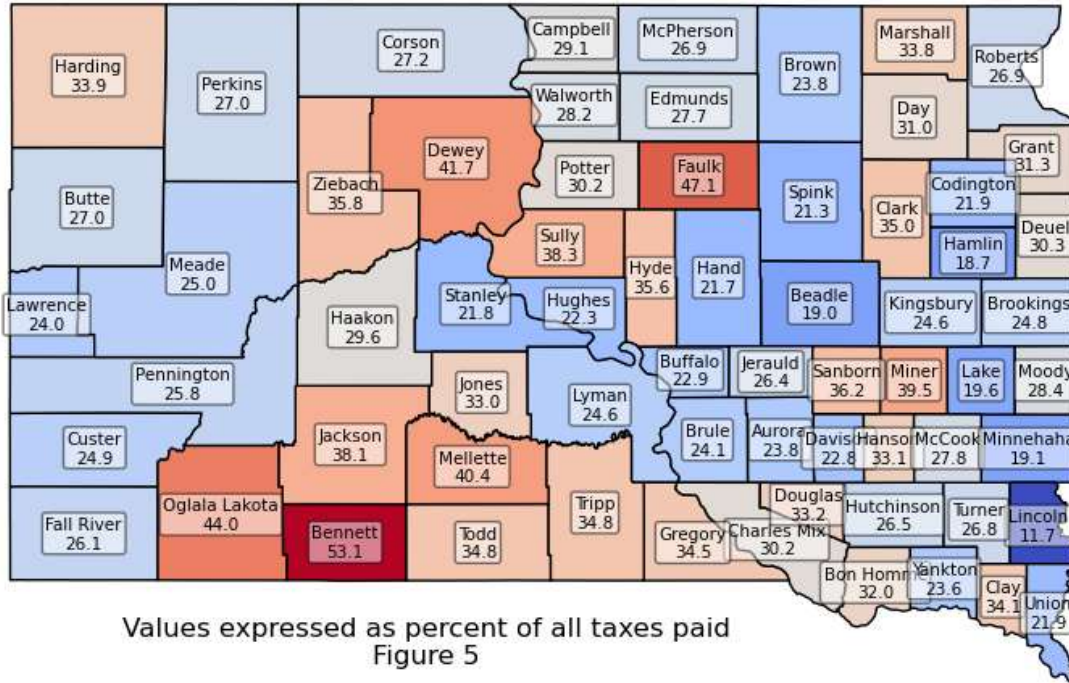 Harding
33.9
Perkins
27.0
Corson
27.2
Campbell
29.1
McPherson
26.9
Brown
23.8
Marshall
33.8
Roberts
26.9
Walworth
28.2
Edmunds
27.7
Day
31.0
Butte
27.0
Ziebach
35.8
Dewey
41.7
Potter
30.2
Faulk
47.1
Spink
21.3
Clark
35.0
Codington
21.9
Grant
31.3
Meade
25.0
Sully
38.3
Hyde
35.6
Hand
21.7
Hamlin
18.7
Deuel
30.3
Lawrence
24.0
Haakon
29.6
Stanley
21.8
Hughes
22.3
Beadle
19.0
Kingsbury
24.6
Brookings
24.8
Pennington
25.8
Jones
33.0
Lyman
24.6
Buffalo
22.9
Jerauld
26.4
Sanborn
36.2
Miner
39.5
Lake
19.6
Moody
28.4
Custer
24.9
Jackson
38.1
Mellette
40.4
Brule
24.1
Aurora
23.8
Davison
22.8
Hanson
33.1
McCook
27.8
Minnehaha
19.1
Fall River
26.1
Oglala Lakota
44.0
Bennett
53.1
Todd
34.8
Tripp
34.8
Gregory
34.5
Charles Mix
30.2
Douglas
33.2
Hutchinson
26.5
Turner
26.8
Lincoln
11.7
Bon Homme
32.0
Yankton
23.6
Clay
34.1
Union
21.9
Values expressed as percent of all taxes paid
Figure 5